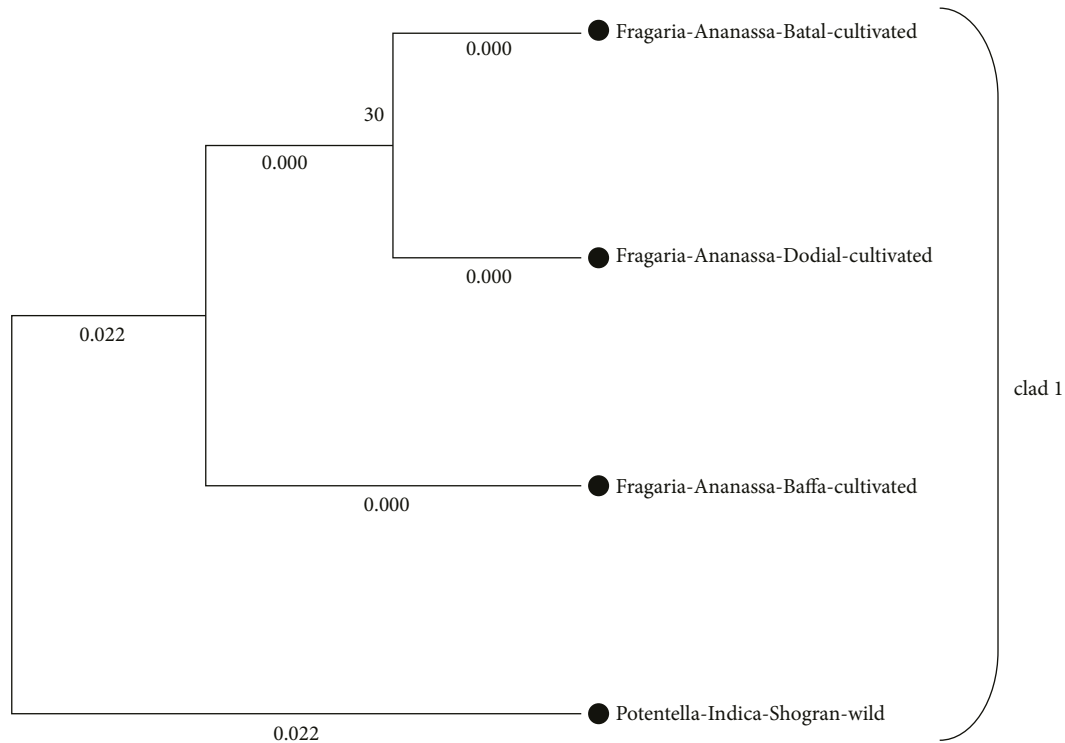 Fragaria-Ananassa-Batal-cultivated
0.000
30
0.000
Fragaria-Ananassa-Dodial-cultivated
0.000
0.022
clad 1
Fragaria-Ananassa-Baffa-cultivated
0.000
Potentella-Indica-Shogran-wild
0.022